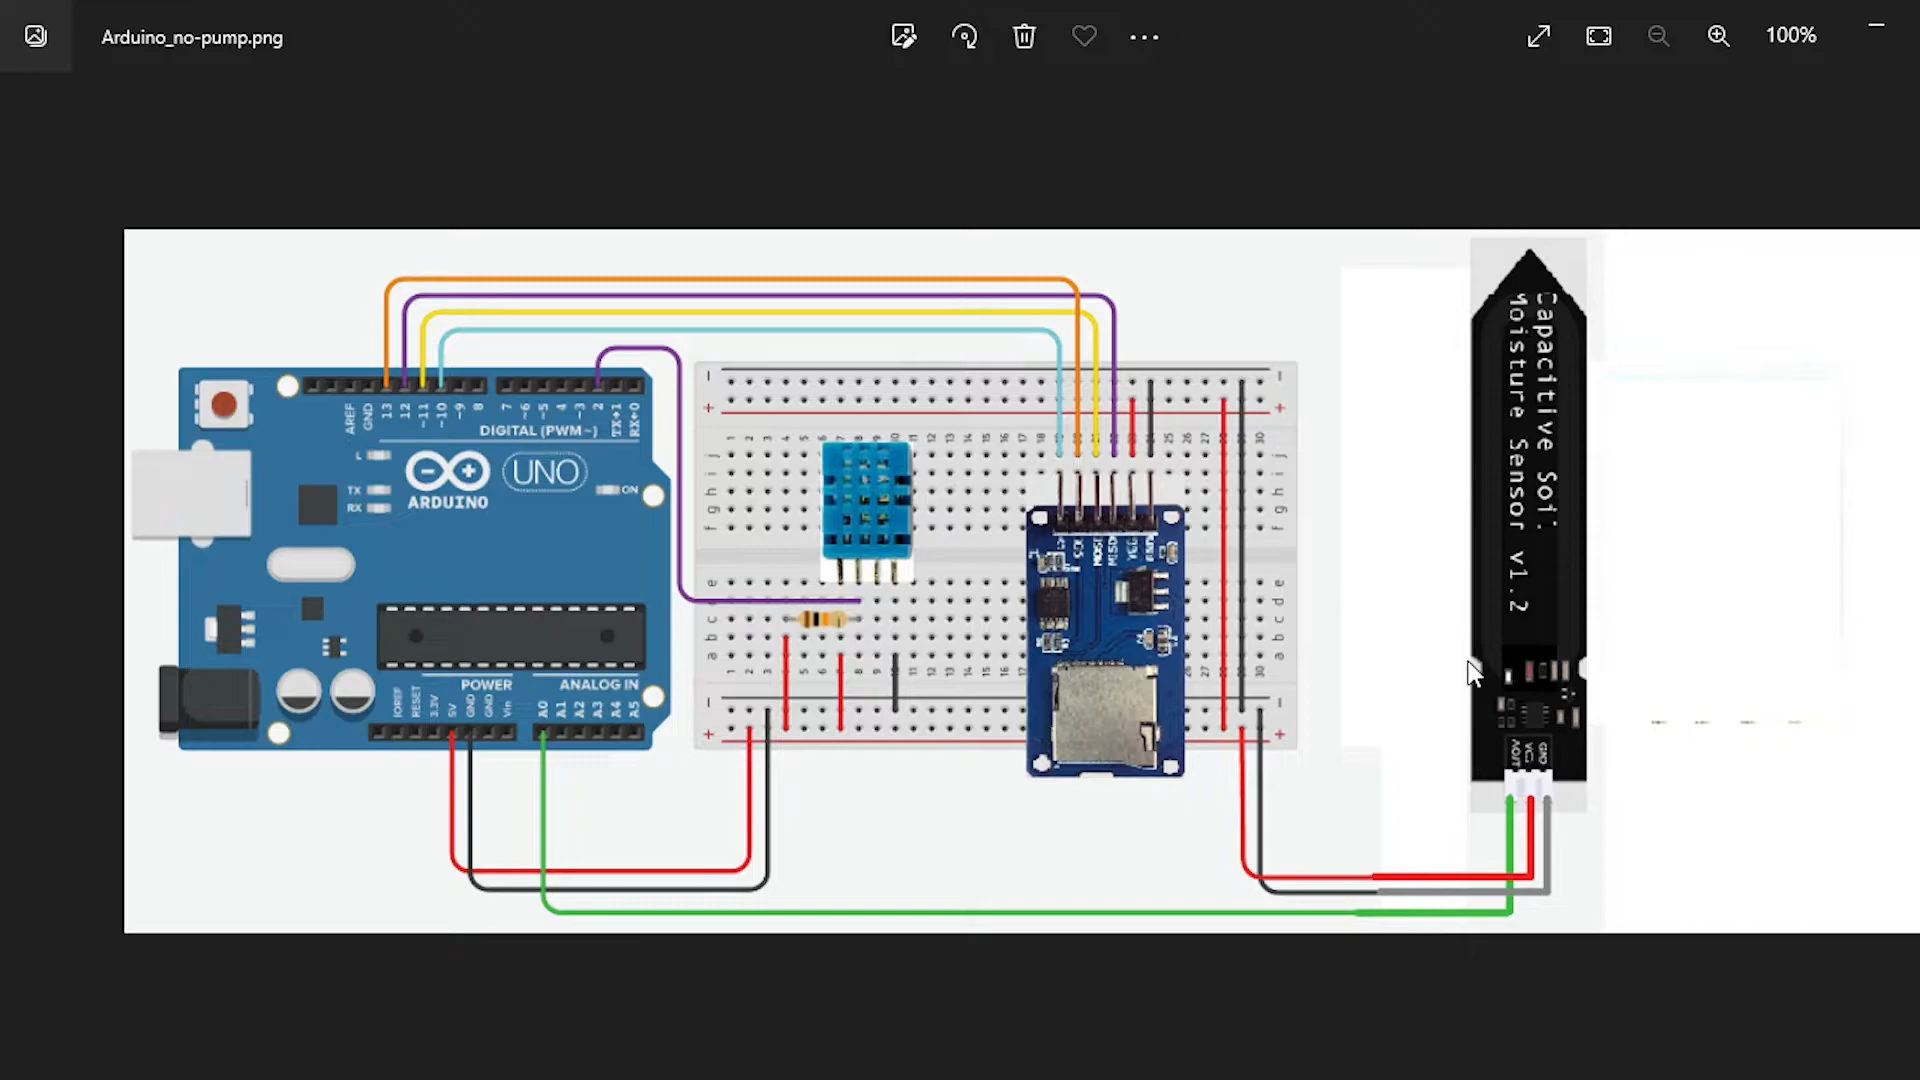 Arduino_no-pump.png
100%
AREF
GND
13
12
~11
~10
~9
8
7
~6
~5
4
~3
2
TX→1
RX←0
DIGITAL (PWM~)
L
TX
RX
ARDUINO
UNO
ON
POWER
ANALOG IN
IOREF
RESET
3.3V
5V
GND
GND
Vin
A0
A1
A2
A3
A4
A5
MOSI
MISO
VCC
Capacitive Soil
Moisture Sensor v1.2
AOUT
VCC
GND